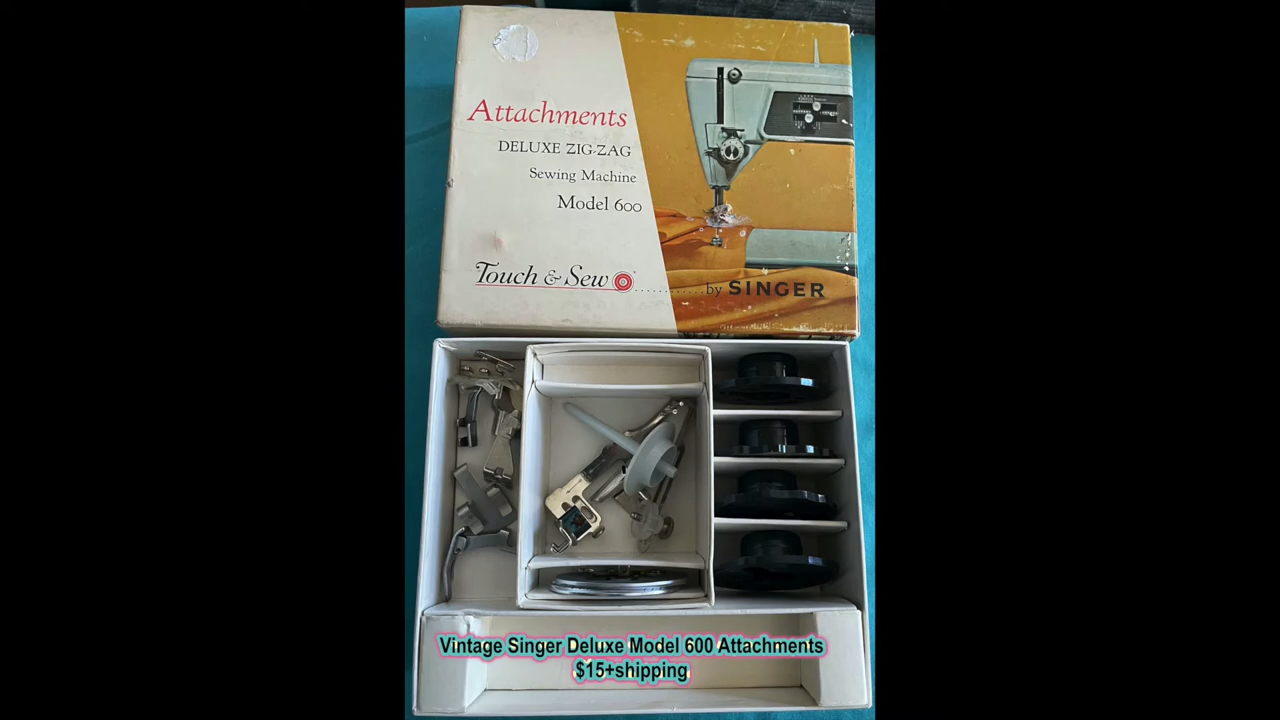 Attachments
DELUXE ZIG-ZAG
Sewing Machine
Model 600
Touch & Sew
by SINGER
Vintage Singer Deluxe Model 600 Attachments
$15+shipping